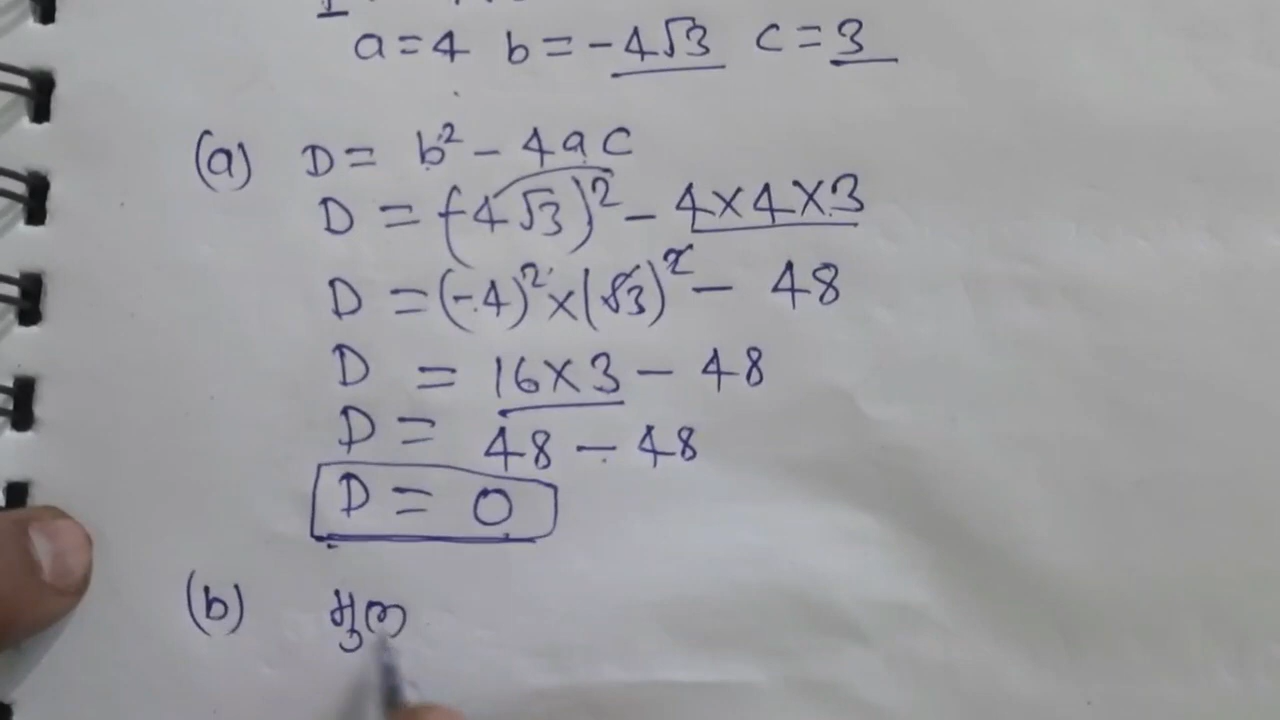 a = 4 b = -4√3 c = 3
(a) D = b² - 4ac
D = (-4√3)² - 4×4×3
D = (-4)² × (√3)² - 48
D = 16×3 - 48
D = 48 - 48
D = 0
(b)